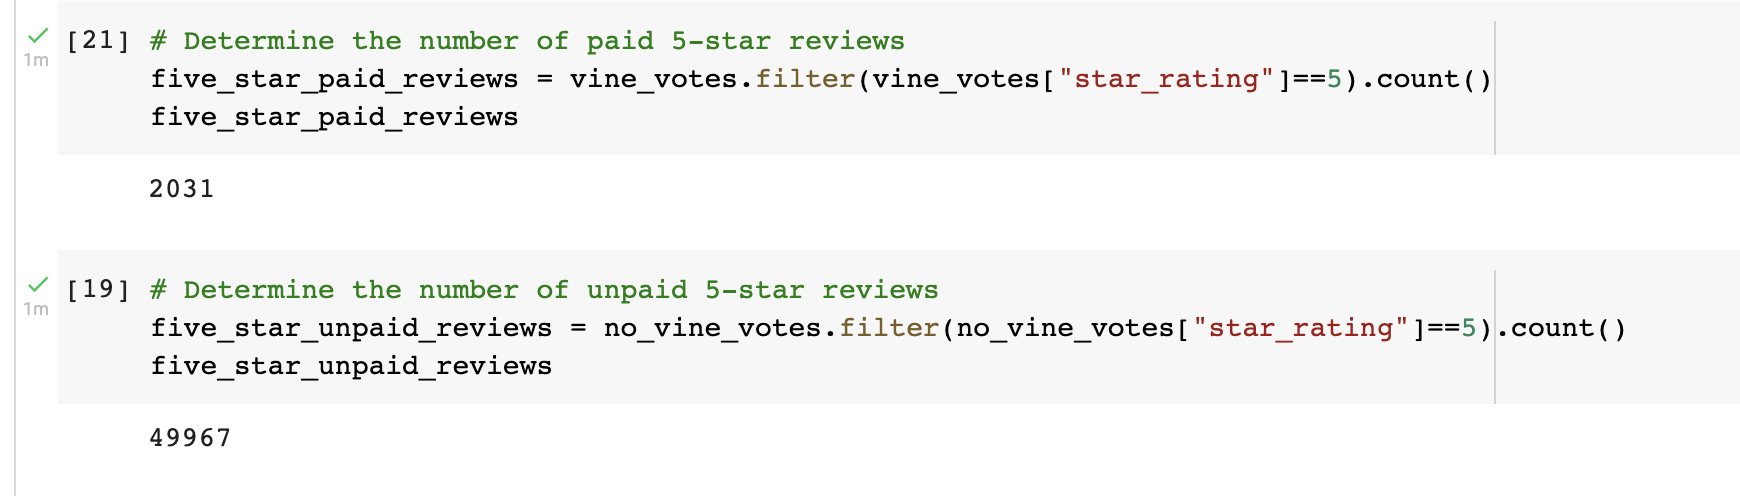 [21] # Determine the number of paid 5-star reviews
1m
five_star_paid_reviews = vine_votes.filter(vine_votes["star_rating"]==5).count()
five_star_paid_reviews
2031
[19] # Determine the number of unpaid 5-star reviews
1m
five_star_unpaid_reviews = no_vine_votes.filter(no_vine_votes["star_rating"]==5).count()
five_star_unpaid_reviews
49967